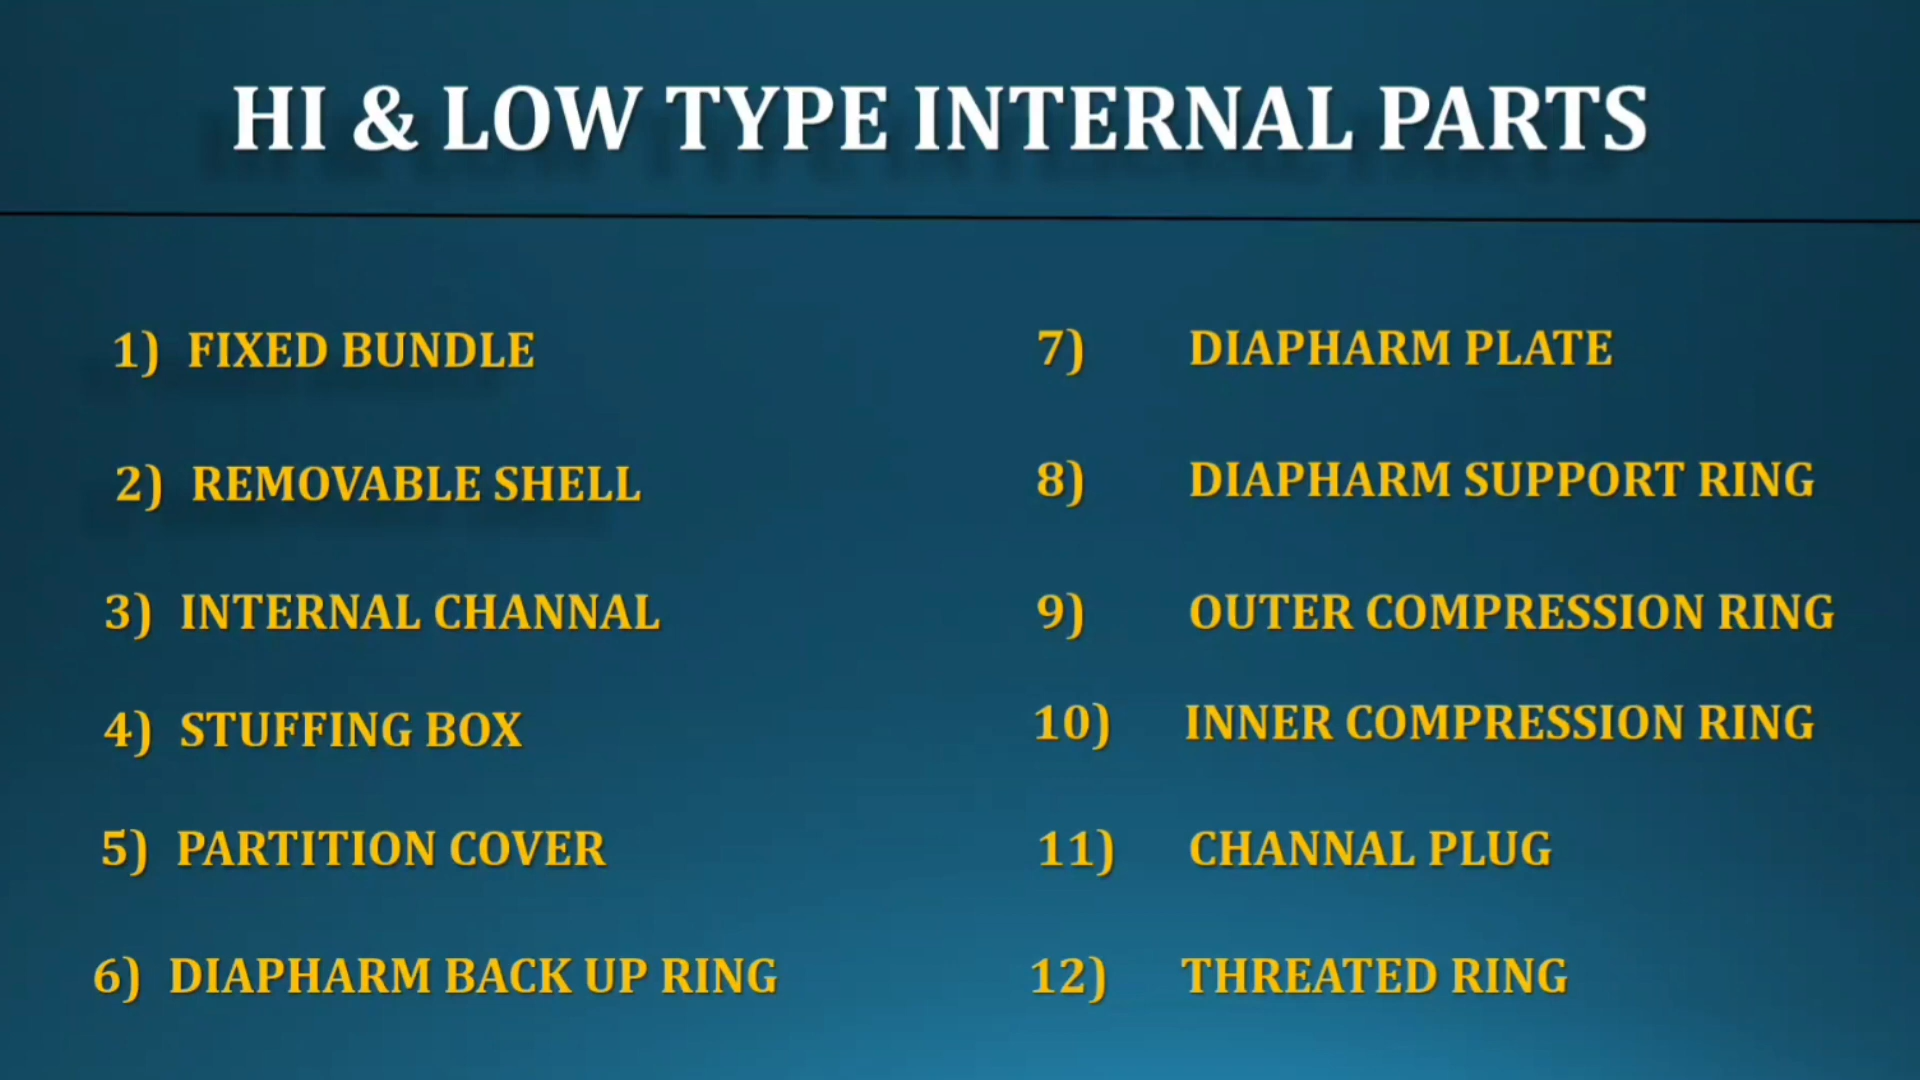 HI & LOW TYPE INTERNAL PARTS
1) FIXED BUNDLE
2) REMOVABLE SHELL
3) INTERNAL CHANNAL
4) STUFFING BOX
5) PARTITION COVER
6) DIAPHARM BACK UP RING
7) DIAPHARM PLATE
8) DIAPHARM SUPPORT RING
9) OUTER COMPRESSION RING
10) INNER COMPRESSION RING
11) CHANNAL PLUG
12) THREATED RING